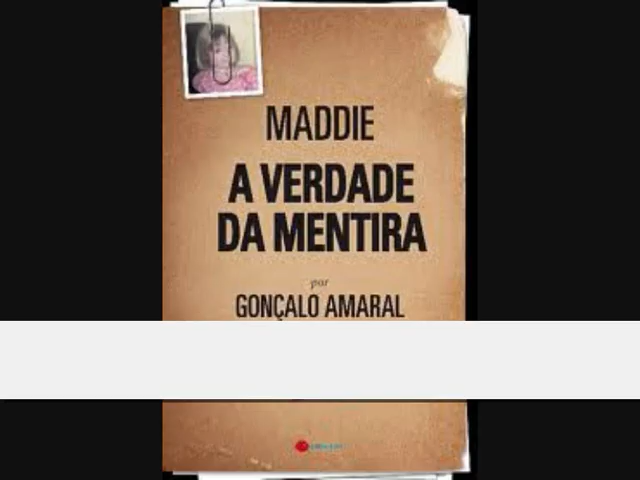 MADDIE
A VERDADE
DA MENTIRA
por
GONÇALO AMARAL